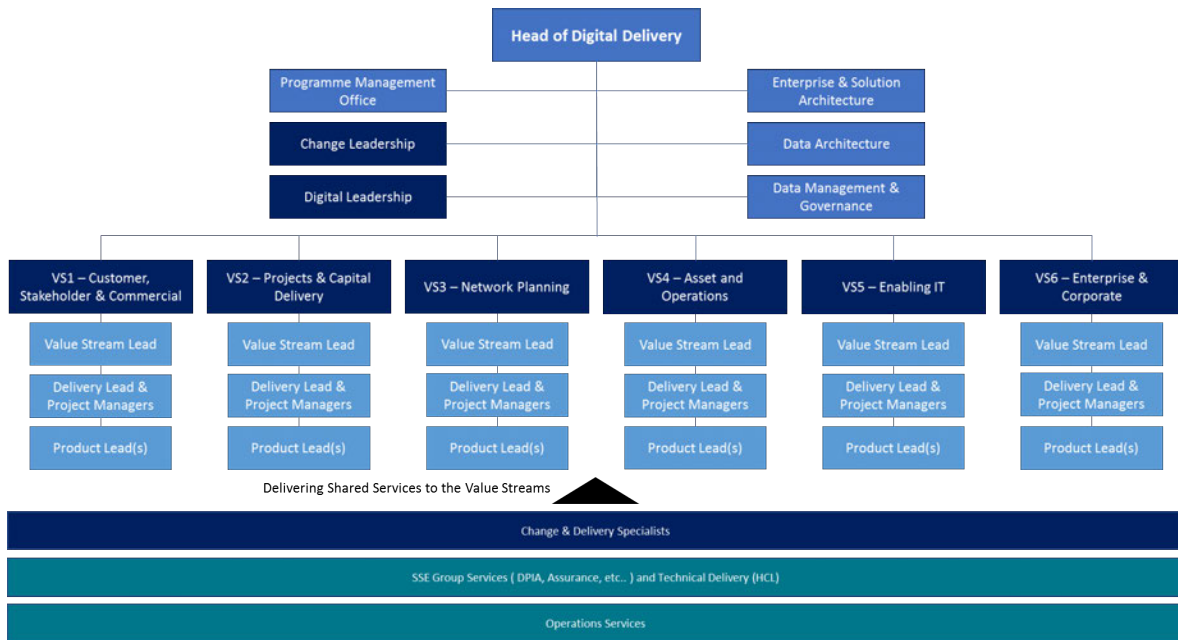 Head of Digital Delivery
Programme Management
Office
Enterprise & Solution
Architecture
Change Leadership
Data Architecture
Digital Leadership
Data Management &
Governance
VS1 – Customer,
Stakeholder & Commercial
VS2 – Projects & Capital
Delivery
VS3 – Network Planning
VS4 – Asset and
Operations
VS5 – Enabling IT
VS6 – Enterprise &
Corporate
Value Stream Lead
Value Stream Lead
Value Stream Lead
Value Stream Lead
Value Stream Lead
Value Stream Lead
Delivery Lead &
Project Managers
Delivery Lead &
Project Managers
Delivery Lead &
Project Managers
Delivery Lead &
Project Managers
Delivery Lead &
Project Managers
Delivery Lead &
Project Managers
Product Lead(s)
Product Lead(s)
Product Lead(s)
Product Lead(s)
Product Lead(s)
Product Lead(s)
Delivering Shared Services to the Value Streams
Change & Delivery Specialists
SSE Group Services ( DPIA, Assurance, etc.. ) and Technical Delivery (HCL)
Operations Services